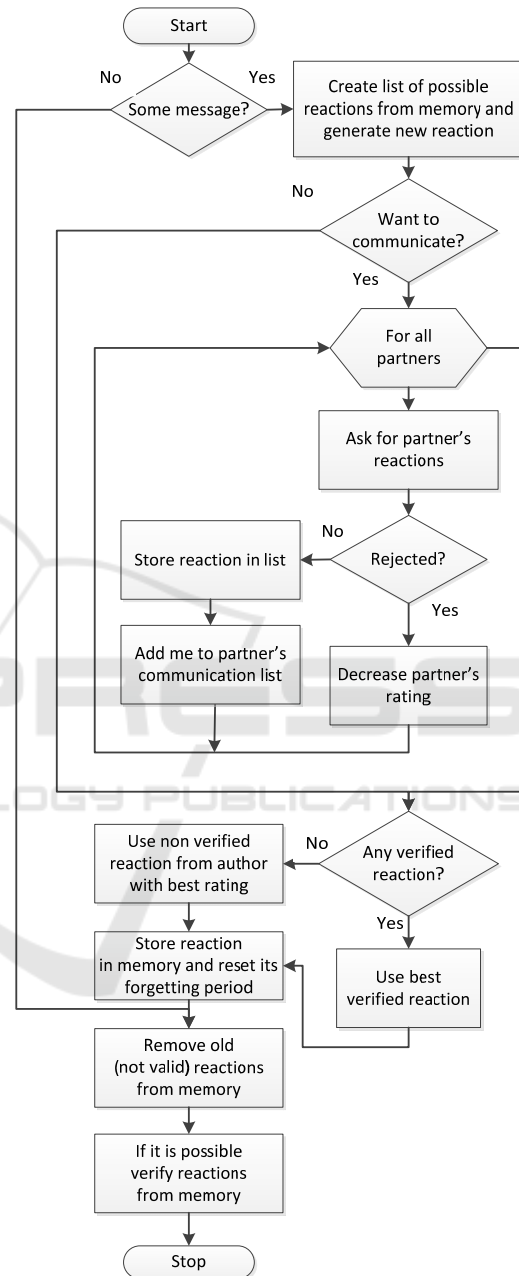 Start
No
Yes
Some message?
Create list of possible
reactions from memory and
generate new reaction
No
Want to
communicate?
Yes
For all
partners
Ask for partner's
reactions
No
Store reaction in list
Rejected?
Yes
Add me to partner's
communication list
Decrease partner's
rating
PRESS
LOGY PUBLICATIONS
Use non verified
reaction from author
with best rating
No
Any verified
reaction?
Yes
Store reaction
in memory and reset its
forgetting period
Use best
verified reaction
Remove old
(not valid) reactions
from memory
If it is possible
verify reactions
from memory
Stop